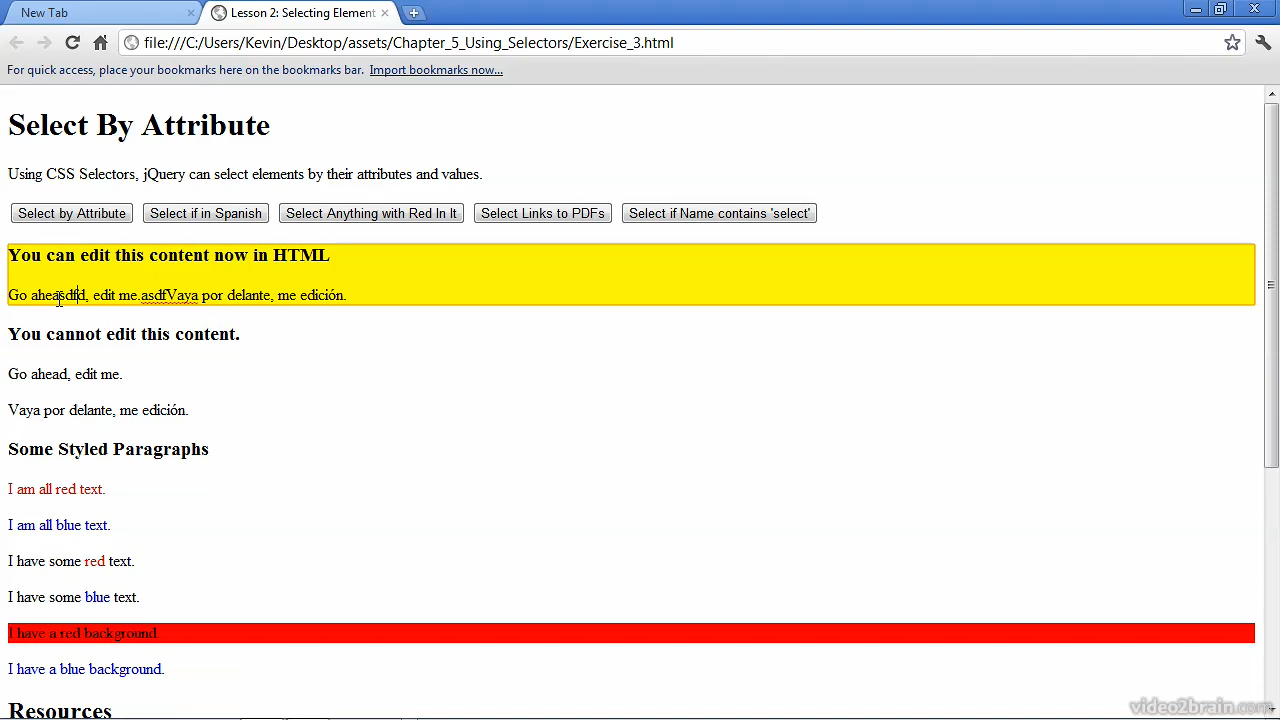 New Tab
Lesson 2: Selecting Element
file:///C:/Users/Kevin/Desktop/assets/Chapter_5_Using_Selectors/Exercise_3.html
For quick access, place your bookmarks here on the bookmarks bar. Import bookmarks now...
Select By Attribute
Using CSS Selectors, jQuery can select elements by their attributes and values.
Select by Attribute Select if in Spanish Select Anything with Red In It Select Links to PDFs Select if Name contains 'select'
You can edit this content now in HTML
Go aheasdfd, edit me.asdfVaya por delante, me edición.
You cannot edit this content.
Go ahead, edit me.
Vaya por delante, me edición.
Some Styled Paragraphs
I am all red text.
I am all blue text.
I have some red text.
I have some blue text.
I have a red background.
I have a blue background.
Resources
video2brain.com